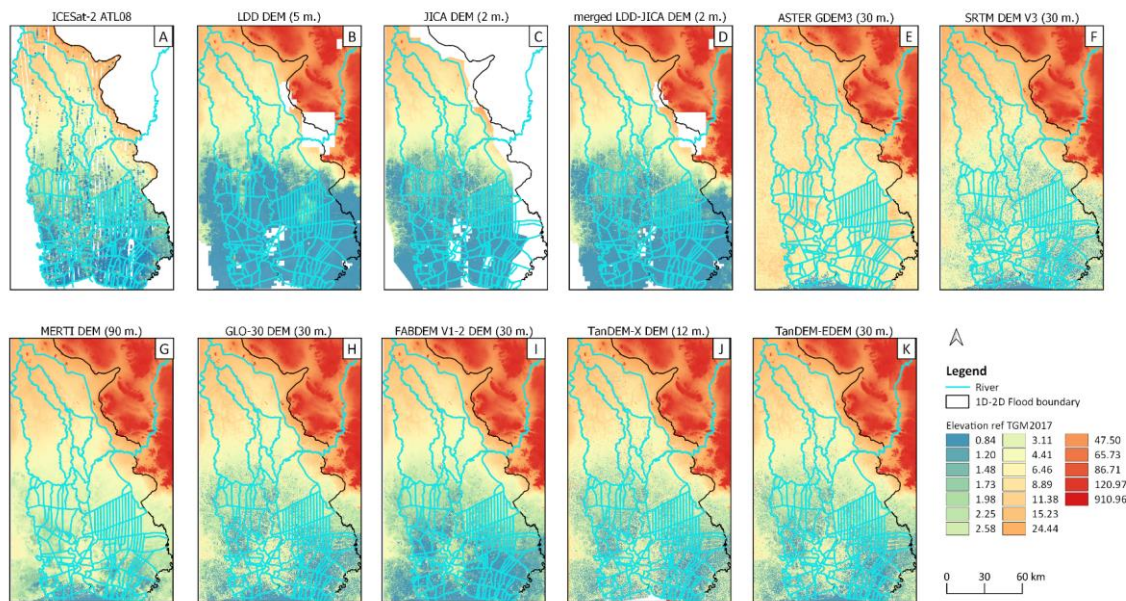 ICESat-2 ATL08
A
LDD DEM (5 m.)
B
JICA DEM (2 m.)
C
merged LDD-JICA DEM (2 m.)
D
ASTER GDEM3 (30 m.)
E
SRTM DEM V3 (30 m.)
F
MERTI DEM (90 m.)
G
GLO-30 DEM (30 m.)
H
FABDEM V1-2 DEM (30 m.)
I
TanDEM-X DEM (12 m.)
J
TanDEM-EDEM (30 m.)
K
Legend
River
1D-2D Flood boundary
Elevation ref TGM2017
0.84 3.11 47.50
1.20 4.41 65.73
1.48 6.46 86.71
1.73 8.89 120.97
1.98 11.38 910.96
2.25 15.23
2.58 24.44
0 30 60 km